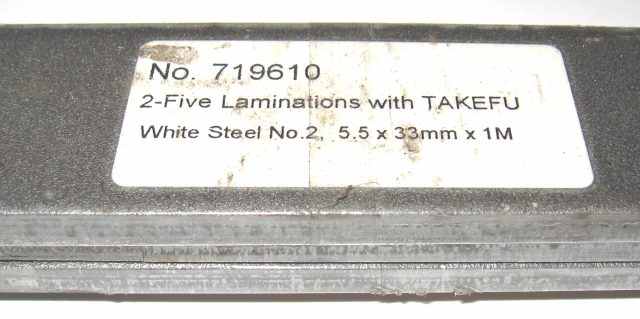 No. 719610
2-Five Laminations with TAKEFU
White Steel No.2, 5.5 x 33mm x 1M